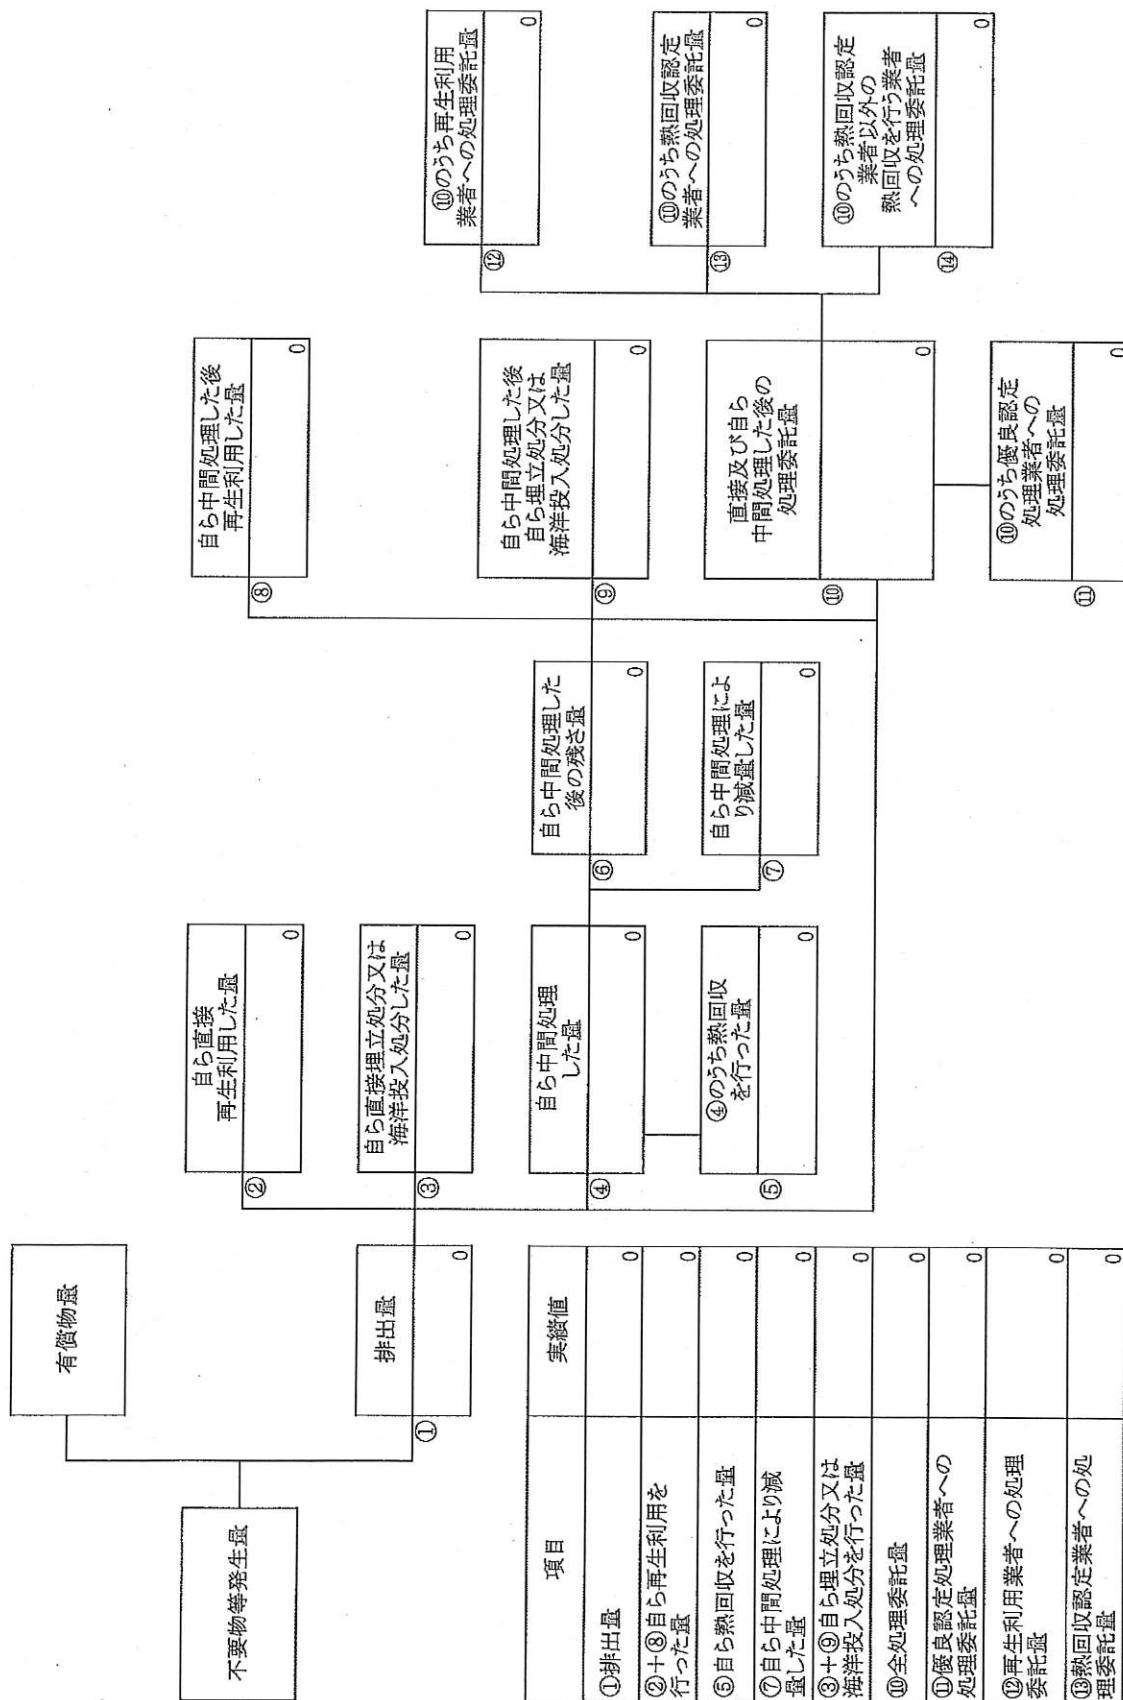 不要物等発生量
有償物量
①
排出量
0
②
自ら直接
再生利用した量
0
③
自ら直接埋立処分又は
海洋投入処分した量
0
④
自ら中間処理
した量
0
⑤
④のうち熱回収
を行った量
0
⑥
自ら中間処理した
後の残さ量
0
⑦
自ら中間処理によ
り減量した量
0
⑧
自ら中間処理した後
再生利用した量
0
⑨
自ら中間処理した後
自ら埋立処分又は
海洋投入処分した量
0
⑩
直接及び自ら
中間処理した後の
処理委託量
0
⑪
⑩のうち優良認定
処理業者への
処理委託量
0
⑫
⑩のうち再生利用
業者への処理委託量
0
⑬
⑩のうち熱回収認定
業者への処理委託量
0
⑭
⑩のうち熱回収認定
業者以外の
熱回収を行う業者
への処理委託量
0
項目 実績値
①排出量 0
②+⑧自ら再生利用を
行った量 0
⑤自ら熱回収を行った量 0
⑦自ら中間処理により減
量した量 0
③+⑨自ら埋立処分又は
海洋投入処分を行った量 0
⑩全処理委託量 0
⑪優良認定処理業者への
処理委託量 0
⑫再生利用業者への処理
委託量 0
⑬熱回収認定業者への処
理委託量 0